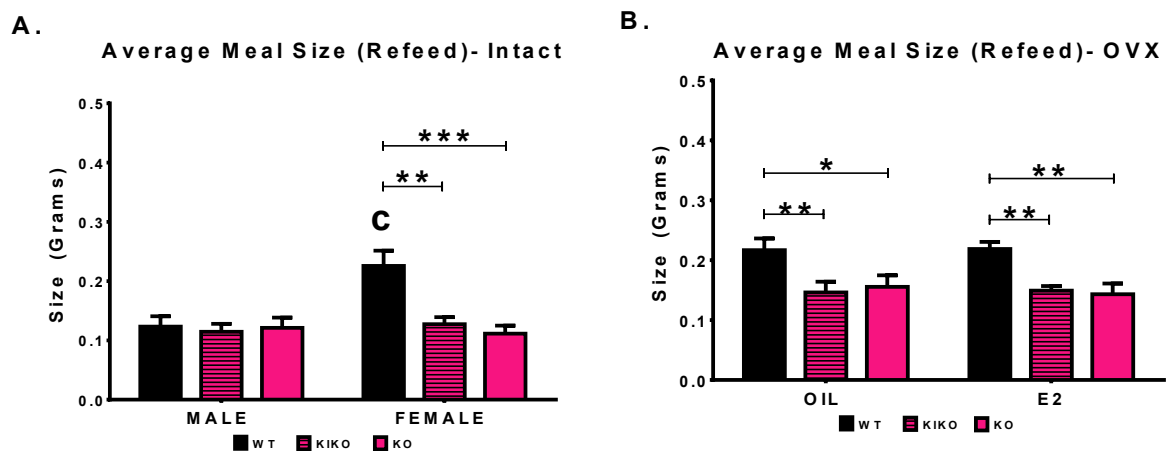 A.
Average Meal Size (Refeed)- Intact
Size (Grams)
0.5
0.4
0.3
0.2
0.1
0.0
***
**
C
MALE FEMALE
WT KIKO KO
B.
Average Meal Size (Refeed)- OVX
Size (Grams)
0.5
0.4
0.3
0.2
0.1
0.0
*
**
**
**
OIL E2
WT KIKO KO